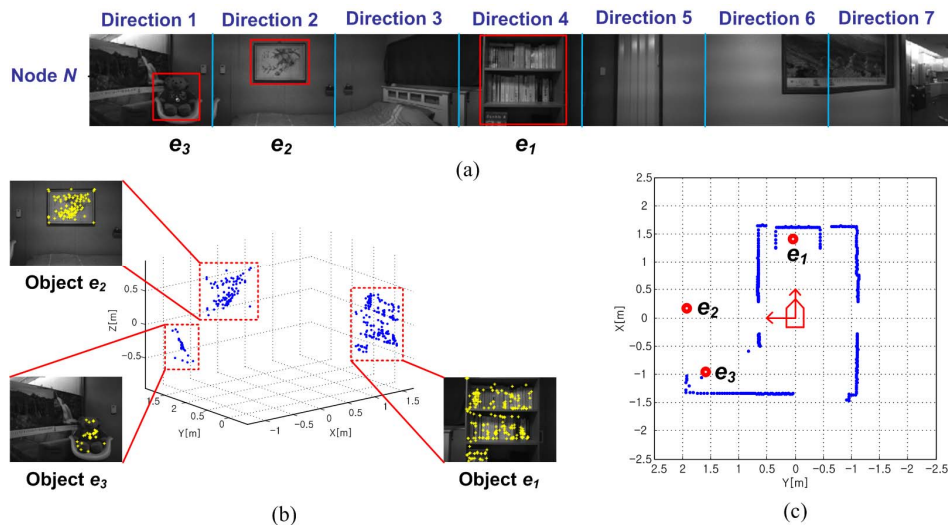 Direction 1 Direction 2 Direction 3 Direction 4 Direction 5 Direction 6 Direction 7
Node N
e3 e2 e1
(a)
Object e2
Z[m]
0.5
0
−0.5
1.5
2
1.5
1
0.5
0
Y[m]
−1
−0.5
0
0.5
1
1.5
X[m]
Object e3
Object e1
(b)
2.5
2
1.5
1
0.5
0
−0.5
−1
−1.5
−2
−2.5
X[m]
e1
e2
e3
2.5 2 1.5 1 0.5 0 −0.5 −1 −1.5 −2 −2.5
Y[m]
(c)